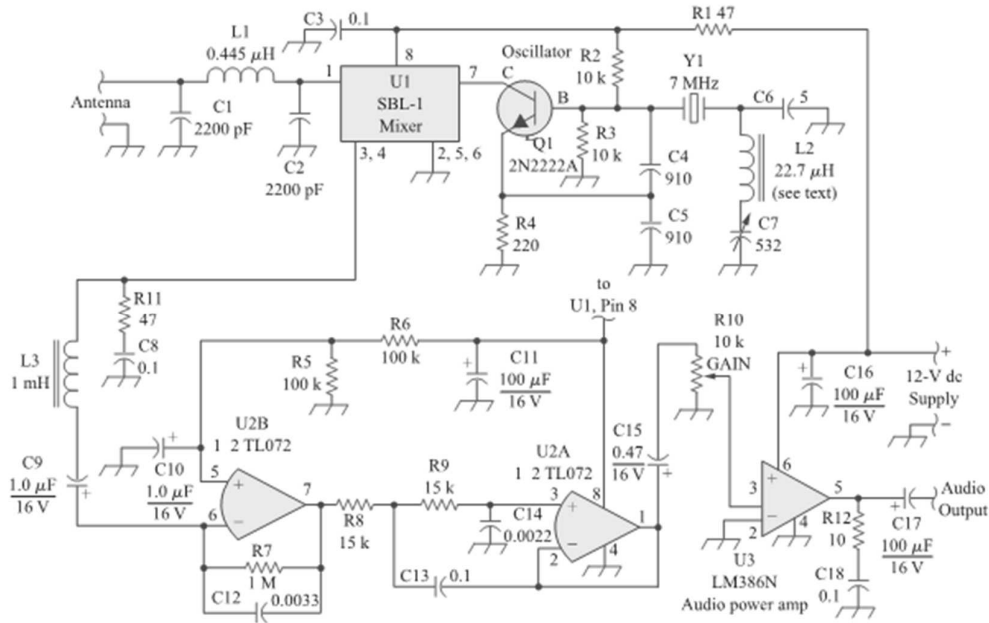 C3 0.1
R1 47
L1
0.445 µH
8
Oscillator
R2
10 k
Y1
7 MHz
1
U1
SBL-1
Mixer
7
C
B
C6 5
Antenna
C1
2200 pF
C2
2200 pF
3, 4
2, 5, 6
Q1
2N2222A
R3
10 k
C4
910
L2
22.7 µH
(see text)
R4
220
C5
910
C7
532
R11
47
C8
0.1
L3
1 mH
to
U1, Pin 8
R6
100 k
R5
100 k
+
C11
100 µF
16 V
R10
10 k
GAIN
+
C16
100 µF
16 V
+
12-V dc
Supply
−
U2B
1 2 TL072
+
C10
1.0 µF
16 V
C9
1.0 µF
16 V
+
5
+
6
−
7
R8
15 k
R9
15 k
U2A
1 2 TL072
C15
0.47
16 V
+
3
+
8
1
−
2
4
C14
0.0022
R7
1 M
C12 0.0033
C13 0.1
6
3
−
2
+
4
5
U3
LM386N
Audio power amp
R12
10
C18
0.1
+
C17
100 µF
16 V
Audio
Output